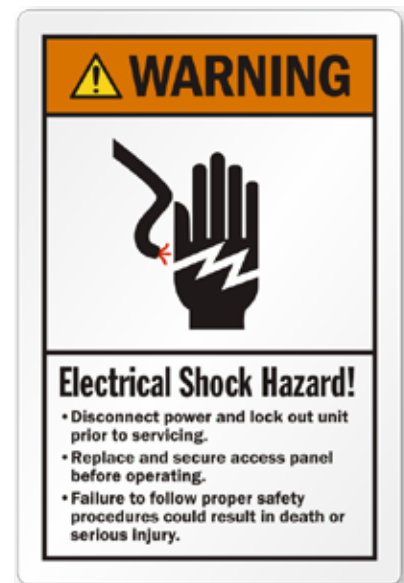 WARNING
Electrical Shock Hazard!
• Disconnect power and lock out unit
prior to servicing.
• Replace and secure access panel
before operating.
• Failure to follow proper safety
procedures could result in death or
serious injury.